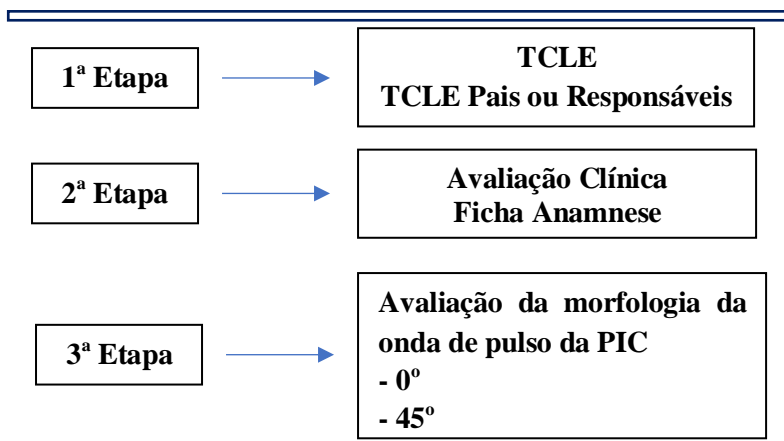 1ª Etapa
TCLE
TCLE Pais ou Responsáveis
2ª Etapa
Avaliação Clínica
Ficha Anamnese
3ª Etapa
Avaliação da morfologia da
onda de pulso da PIC
- 0º
- 45º